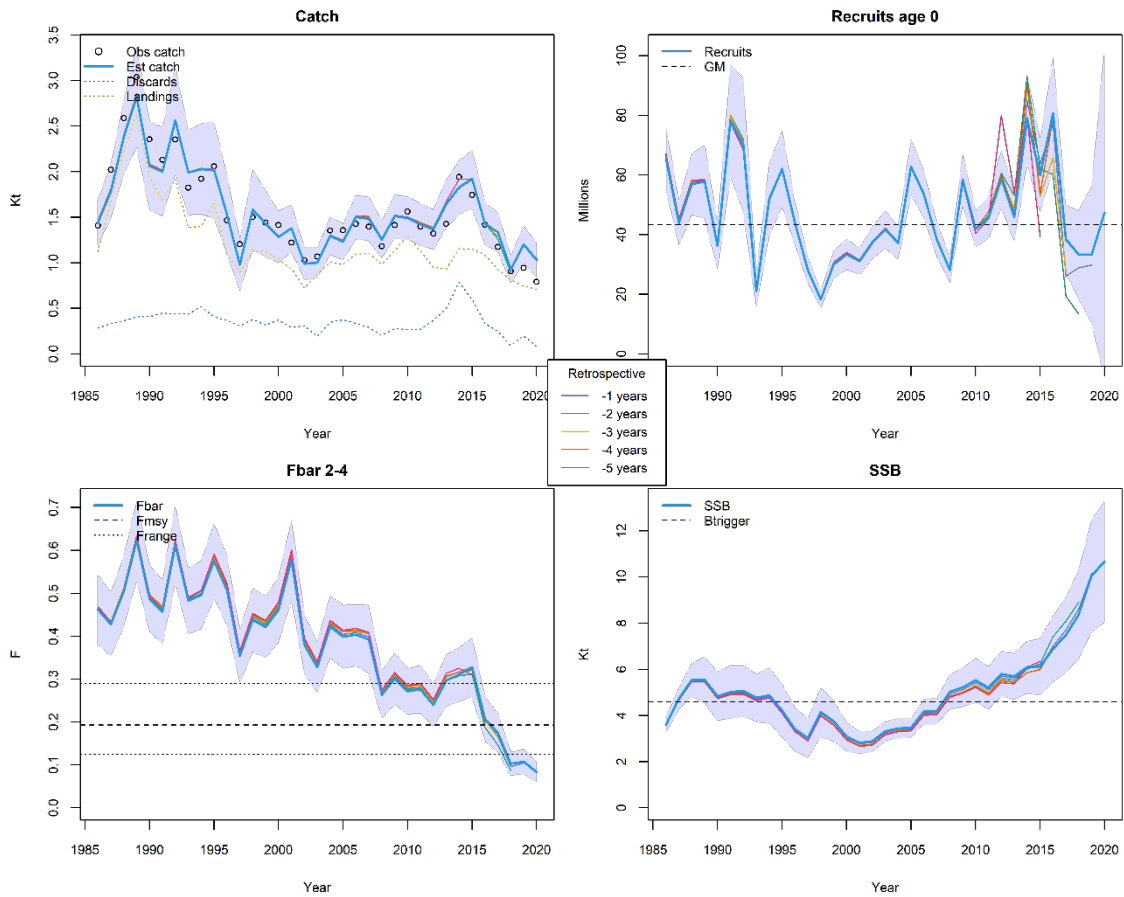 Catch
Kt
3.5
3.0
2.5
2.0
1.5
1.0
0.5
0.0
Obs catch
Est catch
Discards
Landings
1985 1990 1995 2000 2005 2010 2015 2020
Year
Recruits age 0
Millions
100
80
60
40
20
0
Recruits
GM
1990 1995 2000 2005 2010 2015 2020
Year
Retrospective
-1 years
-2 years
-3 years
-4 years
-5 years
Fbar 2-4
F
0.7
0.6
0.5
0.4
0.3
0.2
0.1
0.0
Fbar
Fmsy
Frange
1985 1990 1995 2000 2005 2010 2015 2020
Year
SSB
Kt
12
10
8
6
4
2
0
SSB
Btrigger
1985 1990 1995 2000 2005 2010 2015 2020
Year